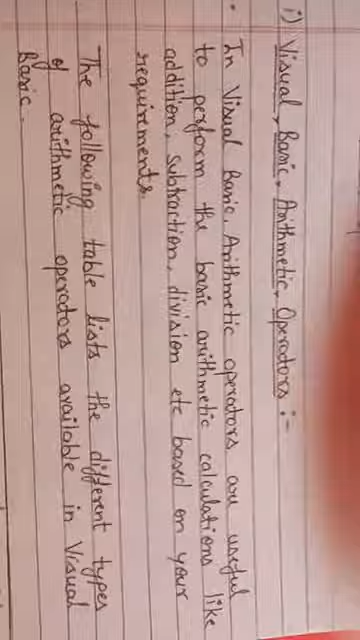 i) Visual Basic Arithmetic Operators :-
• In Visual Basic, Arithmetic operators are useful
to perform the basic arithmetic calculations like
addition, subtraction, division etc based on your
requirements.
The following table lists the different types
of arithmetic operators available in Visual
Basic.